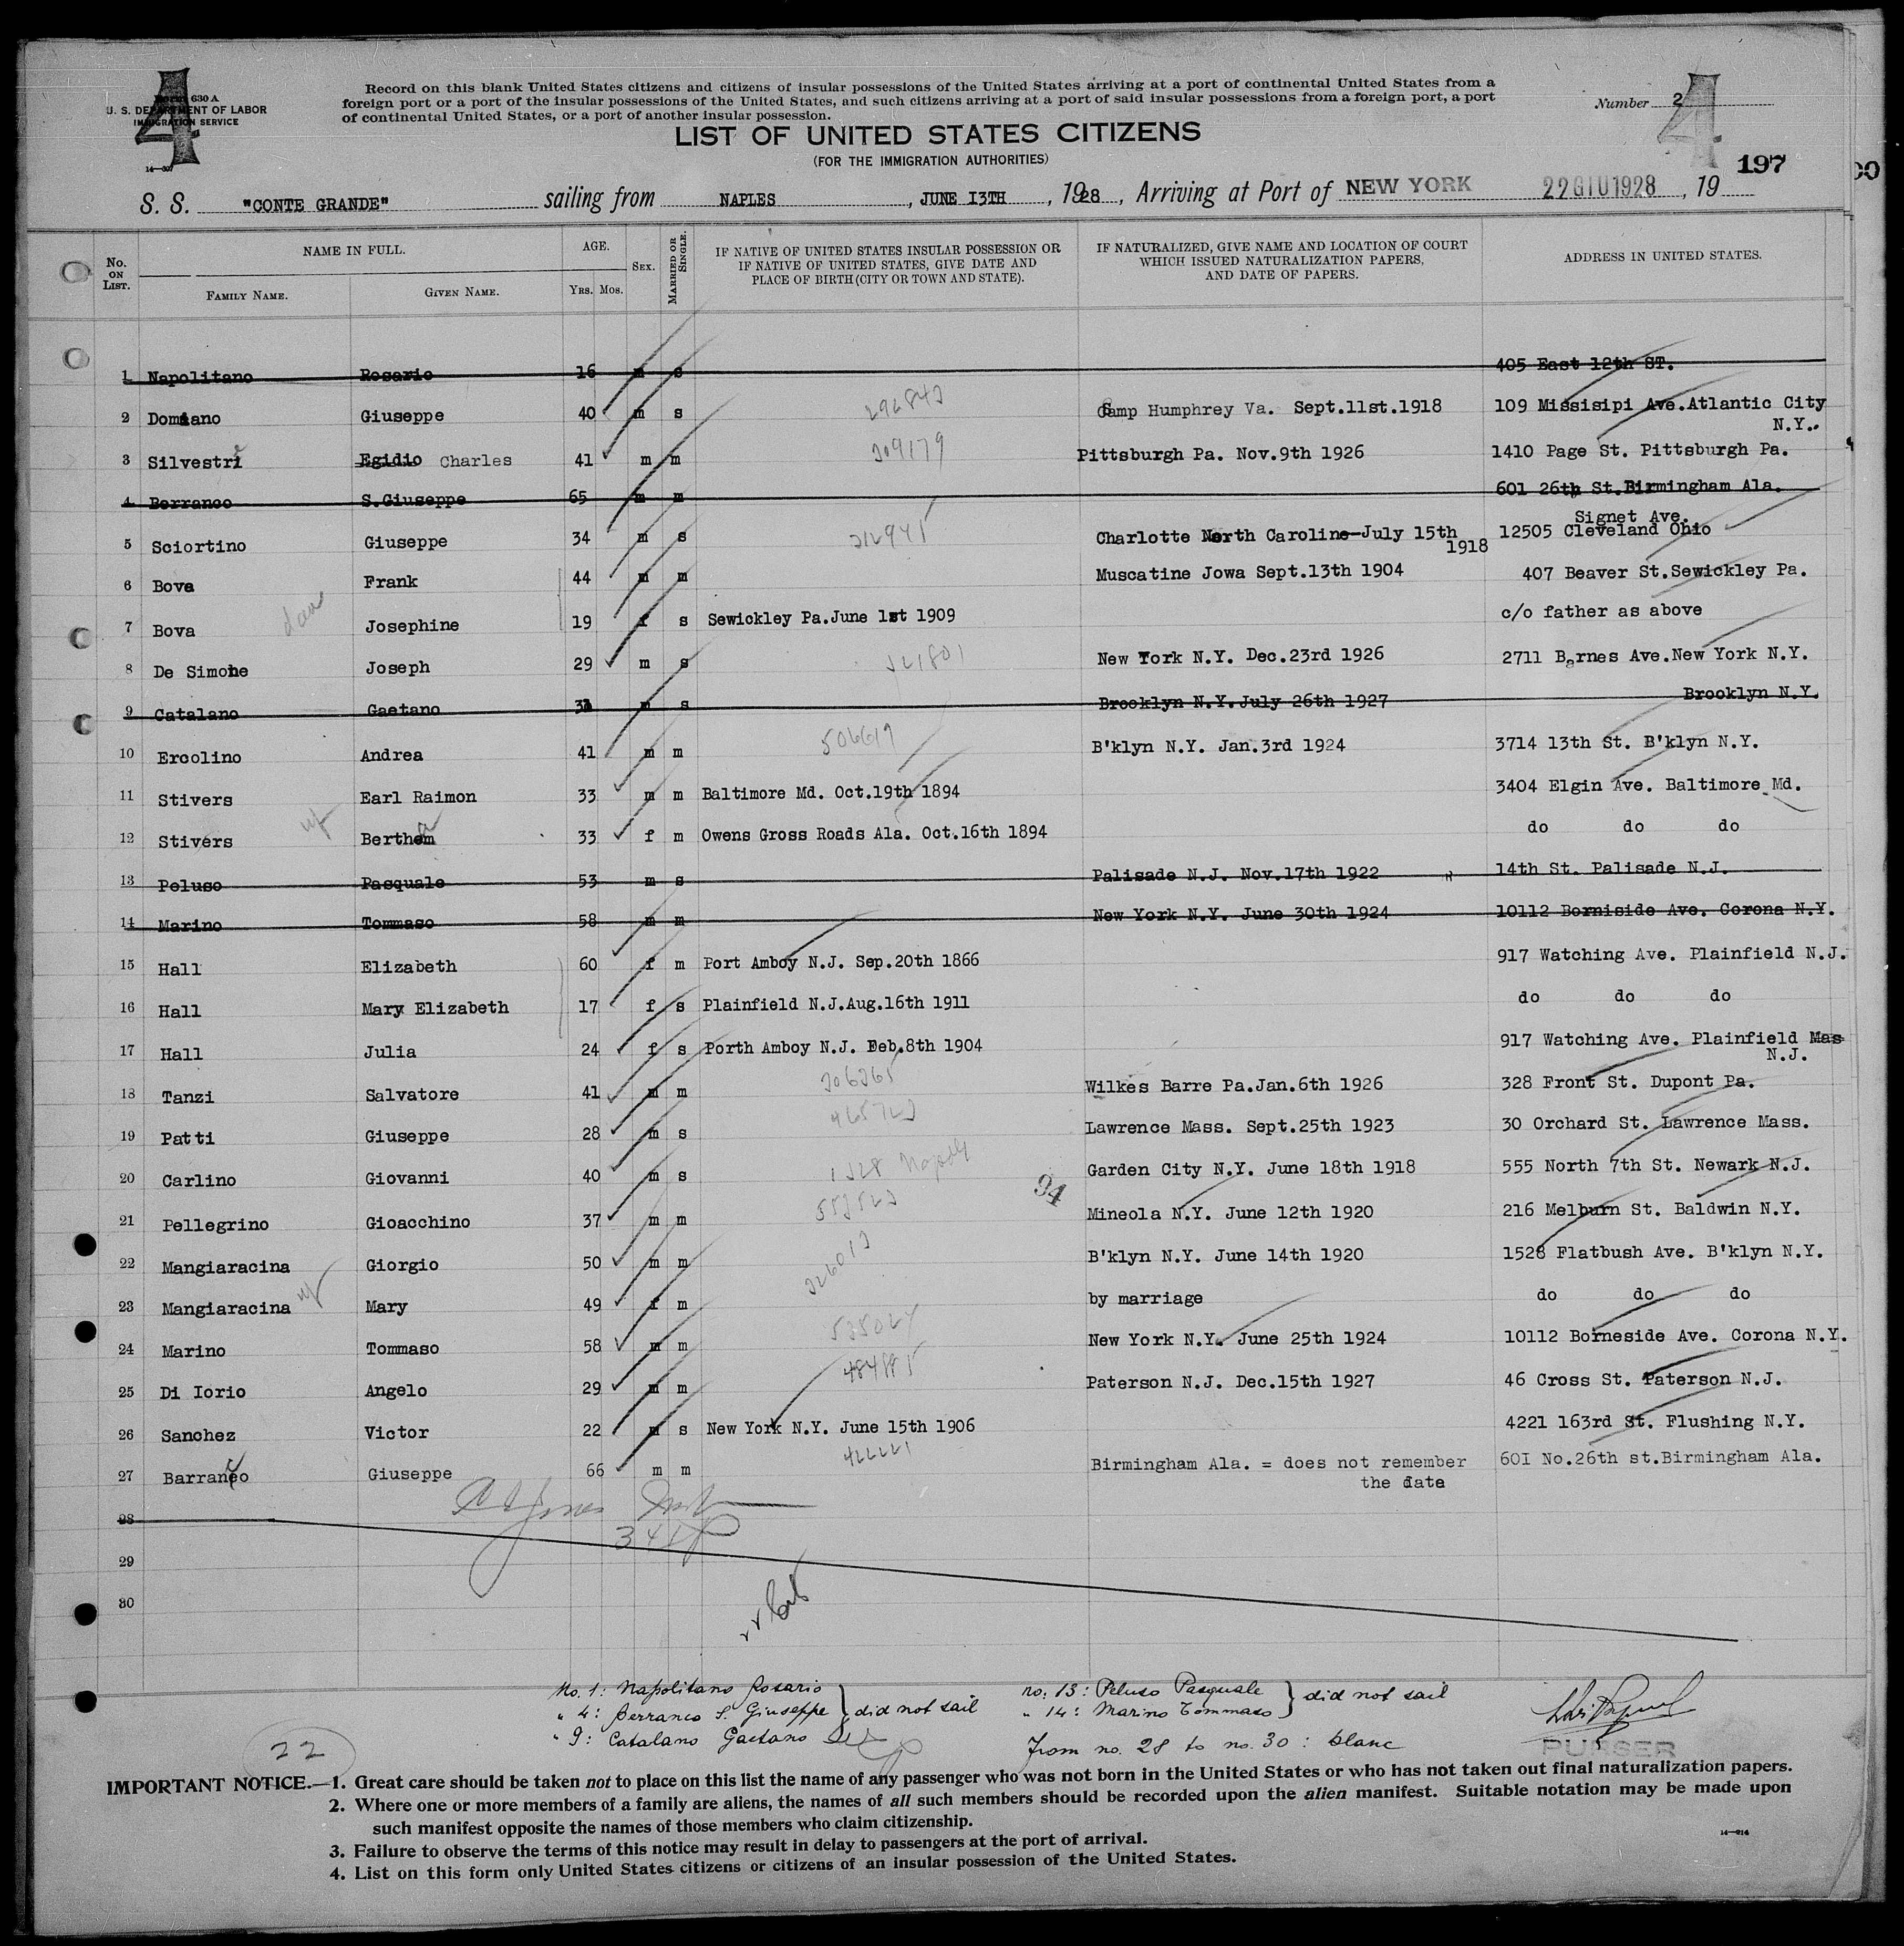 4
Form 630 A
U. S. DEPARTMENT OF LABOR
IMMIGRATION SERVICE
14—307
Record on this blank United States citizens and citizens of insular possessions of the United States arriving at a port of continental United States from a
foreign port or a port of the insular possessions of the United States, and such citizens arriving at a port of said insular possessions from a foreign port, a port
of continental United States, or a port of another insular possession.
Number 2
4
197
LIST OF UNITED STATES CITIZENS
(FOR THE IMMIGRATION AUTHORITIES)
S. S. "CONTE GRANDE" sailing from NAPLES, JUNE I3TH, 1928, Arriving at Port of NEW YORK 22GIU1928, 19
No. ON LIST. NAME IN FULL. AGE. SEX. MARRIED OR SINGLE. IF NATIVE OF UNITED STATES INSULAR POSSESSION OR IF NATIVE OF UNITED STATES, GIVE DATE AND PLACE OF BIRTH (CITY OR TOWN AND STATE). IF NATURALIZED, GIVE NAME AND LOCATION OF COURT WHICH ISSUED NATURALIZATION PAPERS, AND DATE OF PAPERS. ADDRESS IN UNITED STATES.
FAMILY NAME. GIVEN NAME. YRS. MOS.
1 Napolitano Rosario 16 m s 405 East 12th ST.
2 Domiano Giuseppe 40 m s Camp Humphrey Va. Sept.11st.1918 109 Missisipi Ave.Atlantic City
N.Y.
3 Silvestri Egidio Charles 41 m m 209179 Pittsburgh Pa. Nov.9th 1926 1410 Page St. Pittsburgh Pa.
4 Berranco S.Giuseppe 65 m m 601 26th St.Birmingham Ala.
Signet Ave.
5 Sciortino Giuseppe 34 m s Charlotte North Caroline-July 15th 12505 Cleveland Ohio
1918
6 Bova Frank 44 m m Muscatine Jowa Sept.13th 1904 407 Beaver St.Sewickley Pa.
7 Bova dau Josephine 19 f s Sewickley Pa.June 1st 1909 c/o father as above
8 De Simone Joseph 29 m s New York N.Y. Dec.23rd 1926 2711 Barnes Ave.New York N.Y.
9 Catalano Gaetano m s Brooklyn N.Y.July 26th 1927 Brooklyn N.Y.
10 Ercolino Andrea 41 m m B'klyn N.Y. Jan.3rd 1924 3714 13th St. B'klyn N.Y.
11 Stivers Earl Raimon 33 m m Baltimore Md. Oct.19th 1894 3404 Elgin Ave. Baltimore Md.
12 Stivers wf Bertha 33 f m Owens Gross Roads Ala. Oct.16th 1894 do do do
13 Peluso Pasquale 53 m s Palisade N.J. Nov.17th 1922 14th St. Palisade N.J.
14 Marino Tommaso 58 m m New York N.Y. June 30th 1924 10112 Borniside Ave. Corona N.Y.
15 Hall Elizabeth 60 f m Port Amboy N.J. Sep.20th 1866 917 Watching Ave. Plainfield N.J.
16 Hall Mary Elizabeth 17 f s Plainfield N.J.Aug.16th 1911 do do do
17 Hall Julia 24 f s Porth Amboy N.J. Feb.8th 1904 917 Watching Ave. Plainfield Mas
N.J.
18 Tanzi Salvatore 41 m m Wilkes Barre Pa.Jan.6th 1926 328 Front St. Dupont Pa.
19 Patti Giuseppe 28 m s Lawrence Mass. Sept.25th 1923 30 Orchard St. Lawrence Mass.
20 Carlino Giovanni 40 m s 94 Garden City N.Y. June 18th 1918 555 North 7th St. Newark N.J.
21 Pellegrino Gioacchino 37 m m Mineola N.Y. June 12th 1920 216 Melburn St. Baldwin N.Y.
22 Mangiaracina Giorgio 50 m m B'klyn N.Y. June 14th 1920 1528 Flatbush Ave. B'klyn N.Y.
23 Mangiaracina wf Mary 49 f m by marriage do do do
24 Marino Tommaso 58 m m New York N.Y. June 25th 1924 10112 Borneside Ave. Corona N.Y.
25 Di Iorio Angelo 29 m m Paterson N.J. Dec.15th 1927 46 Cross St. Paterson N.J.
26 Sanchez Victor 22 m s New York N.Y. June 15th 1906 4221 163rd St. Flushing N.Y.
27 Barranco Giuseppe 66 m m Birmingham Ala. = does not remember 60I No.26th st.Birmingham Ala.
the date
28
29
30
No. 1: Napolitano Rosario
" 4: Berranco S. Giuseppe } did not sail
" 9: Catalano Gaetano
no. 13: Peluso Pasquale } did not sail
" 14: Marino Tommaso
From no. 28 to no. 30: blanc
PURSER
22
IMPORTANT NOTICE.—1. Great care should be taken not to place on this list the name of any passenger who was not born in the United States or who has not taken out final naturalization papers.
2. Where one or more members of a family are aliens, the names of all such members should be recorded upon the alien manifest. Suitable notation may be made upon
such manifest opposite the names of those members who claim citizenship.
3. Failure to observe the terms of this notice may result in delay to passengers at the port of arrival.
4. List on this form only United States citizens or citizens of an insular possession of the United States.
14—214